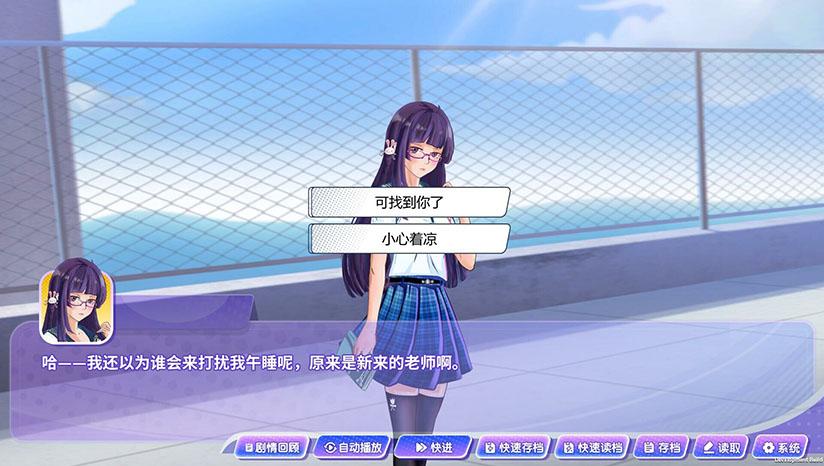 可找到你了
小心着凉
哈——我还以为谁会来打扰我午睡呢，原来是新来的老师啊。
剧情回顾 自动播放 快进 快速存档 快速读档 存档 读取 系统
Development Build